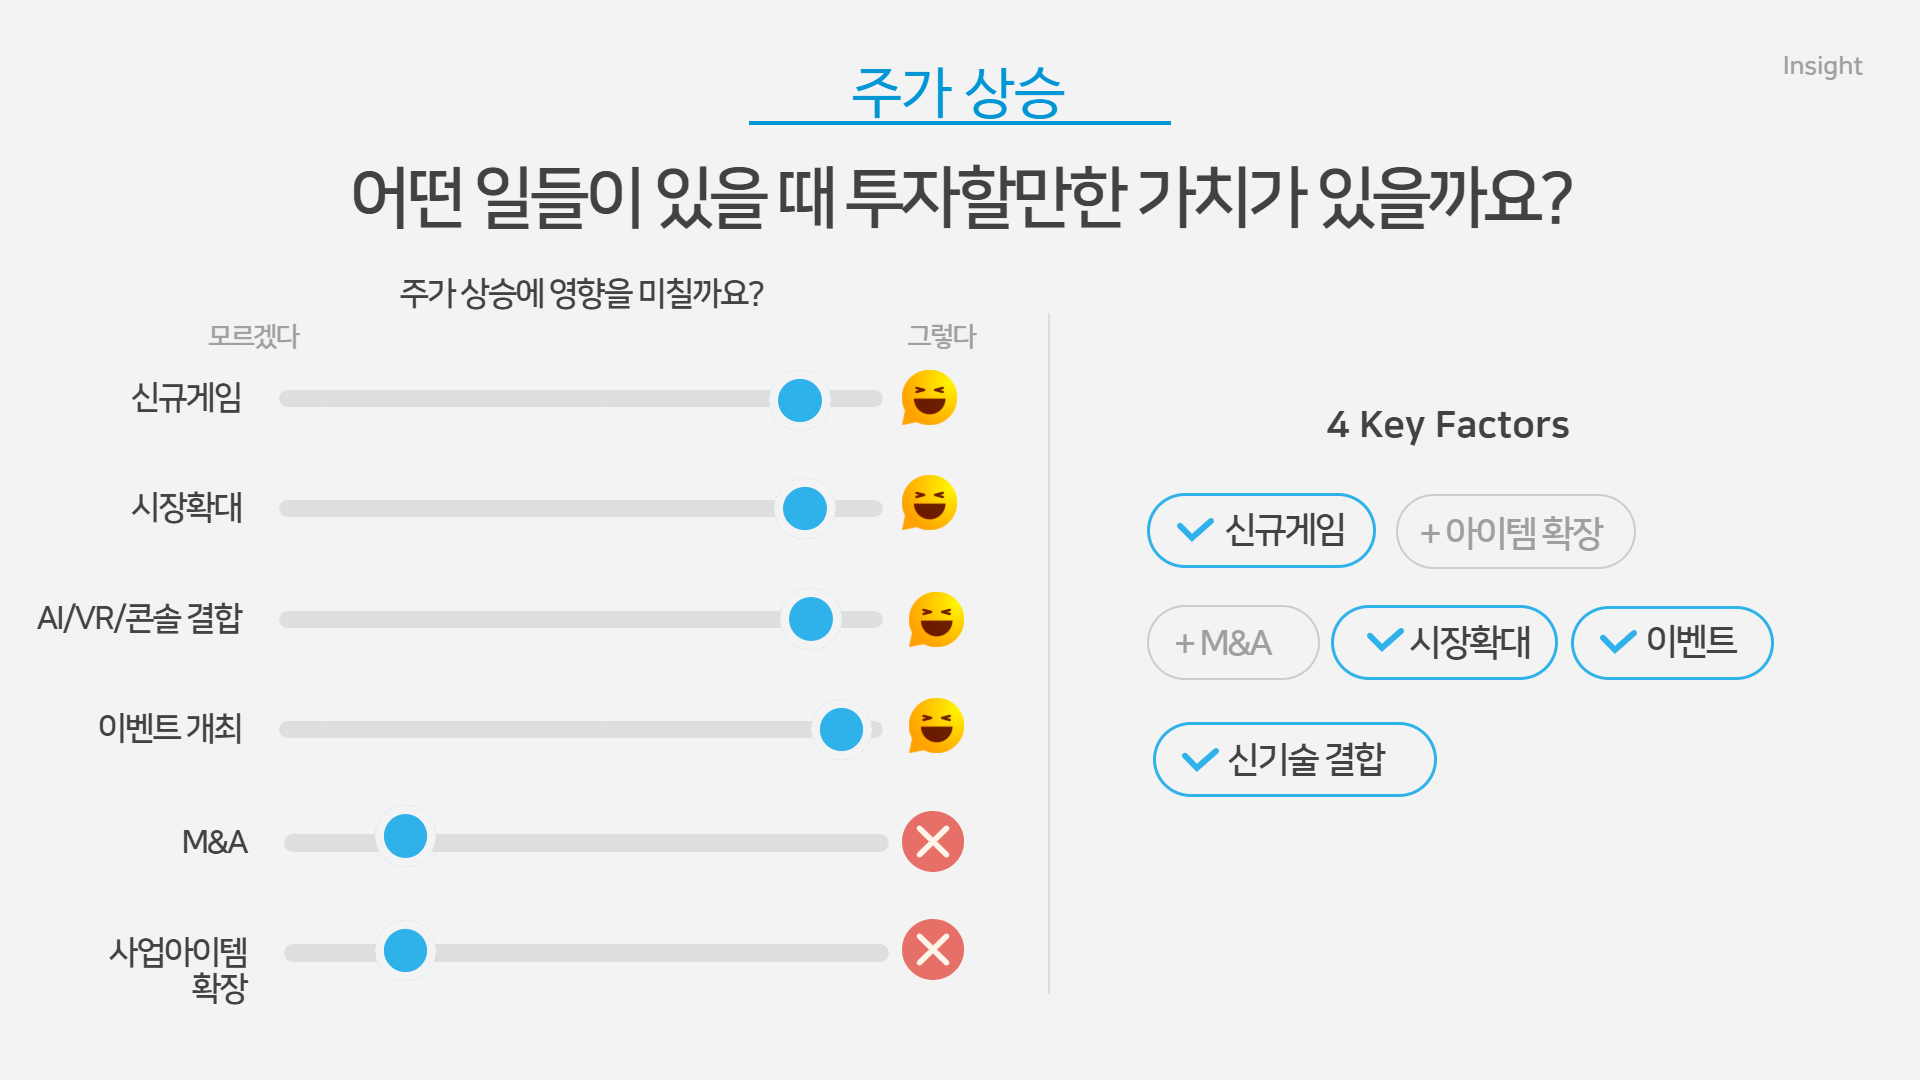 Insight
주가 상승
어떤 일들이 있을 때 투자할만한 가치가 있을까요?
주가 상승에 영향을 미칠까요?
모르겠다
그렇다
신규게임
시장확대
AI/VR/콘솔 결합
이벤트 개최
M&A
사업아이템
확장
4 Key Factors
신규게임
+ 아이템 확장
+ M&A
시장확대
이벤트
신기술 결합